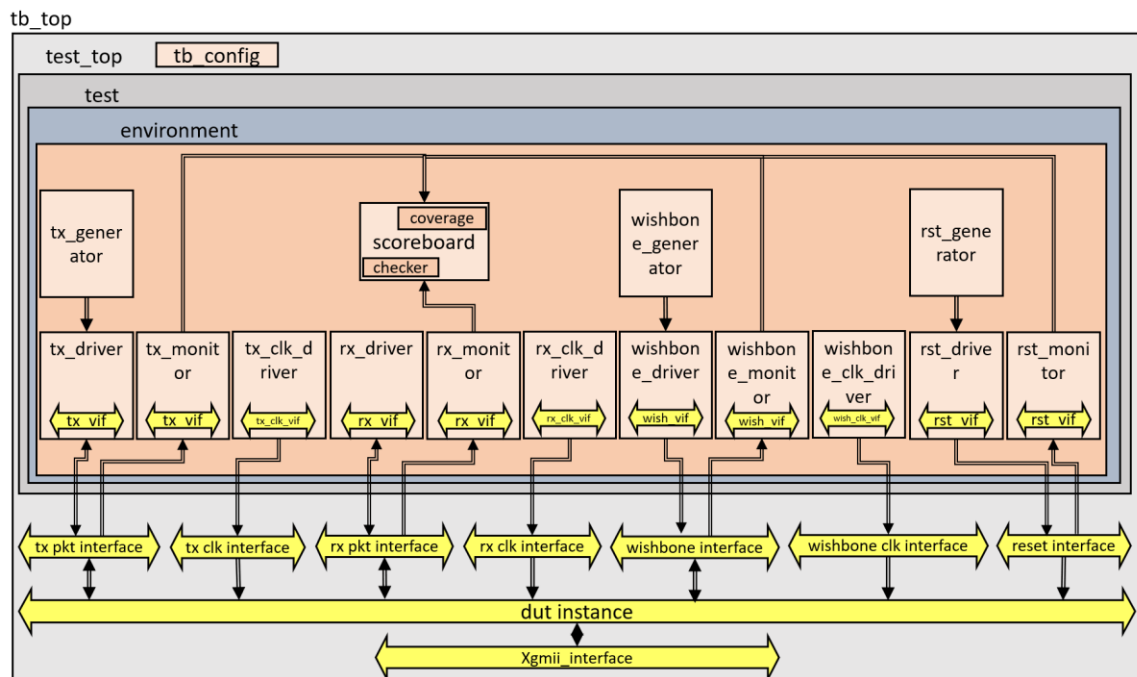 tb_top
test_top
tb_config
test
environment
tx_gener
ator
coverage
scoreboard
checker
wishbon
e_gener
ator
rst_gene
rator
tx_driver
tx_vif
tx_monit
or
tx_vif
tx_clk_d
river
tx_clk_vif
rx_driver
rx_vif
rx_monit
or
rx_vif
rx_clk_d
river
rx_clk_vif
wishbon
e_driver
wish_vif
wishbon
e_monit
or
wish_vif
wishbon
e_clk_dri
ver
wish_clk_vif
rst_drive
r
rst_vif
rst_moni
tor
rst_vif
tx pkt interface
tx clk interface
rx pkt interface
rx clk interface
wishbone interface
wishbone clk interface
reset interface
dut instance
Xgmii_interface